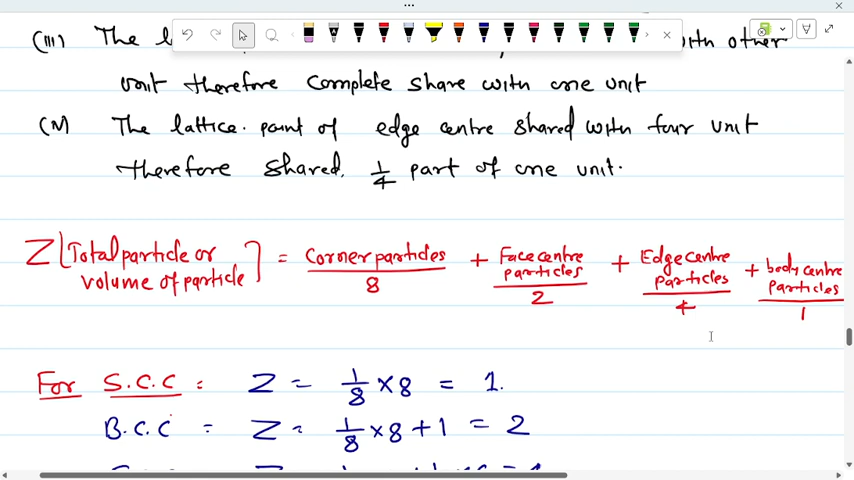 (III) The with other
unit therefore complete share with one unit
(IV) The lattice point of edge centre shared with four unit
therefore shared 1/4 part of one unit.
Z [Total particle or volume of particle] = Corner particles/8 + Face centre particles/2 + Edge centre particles/4 + body centre particles/1
For S.C.C = Z = 1/8 × 8 = 1.
B.C.C = Z = 1/8 × 8 + 1 = 2